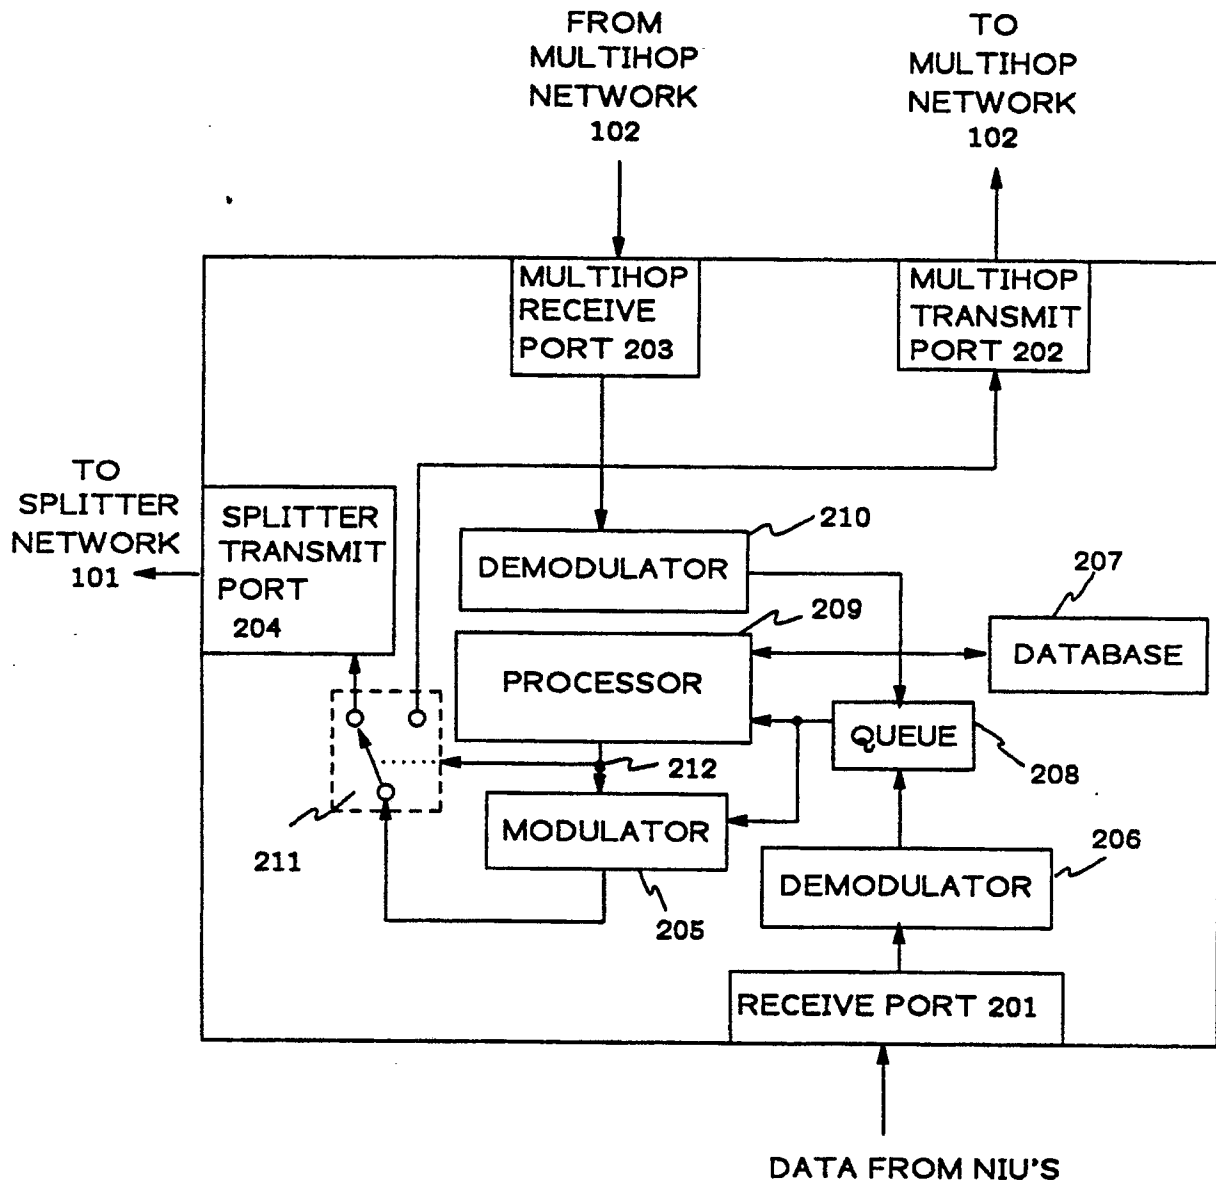 FROM
MULTIHOP
NETWORK
102
TO
MULTIHOP
NETWORK
102
MULTIHOP
RECEIVE
PORT 203
MULTIHOP
TRANSMIT
PORT 202
TO
SPLITTER
NETWORK
101
SPLITTER
TRANSMIT
PORT
204
210
DEMODULATOR
207
209
DATABASE
PROCESSOR
QUEUE
208
212
211
MODULATOR
205
206
DEMODULATOR
RECEIVE PORT 201
DATA FROM NIU'S